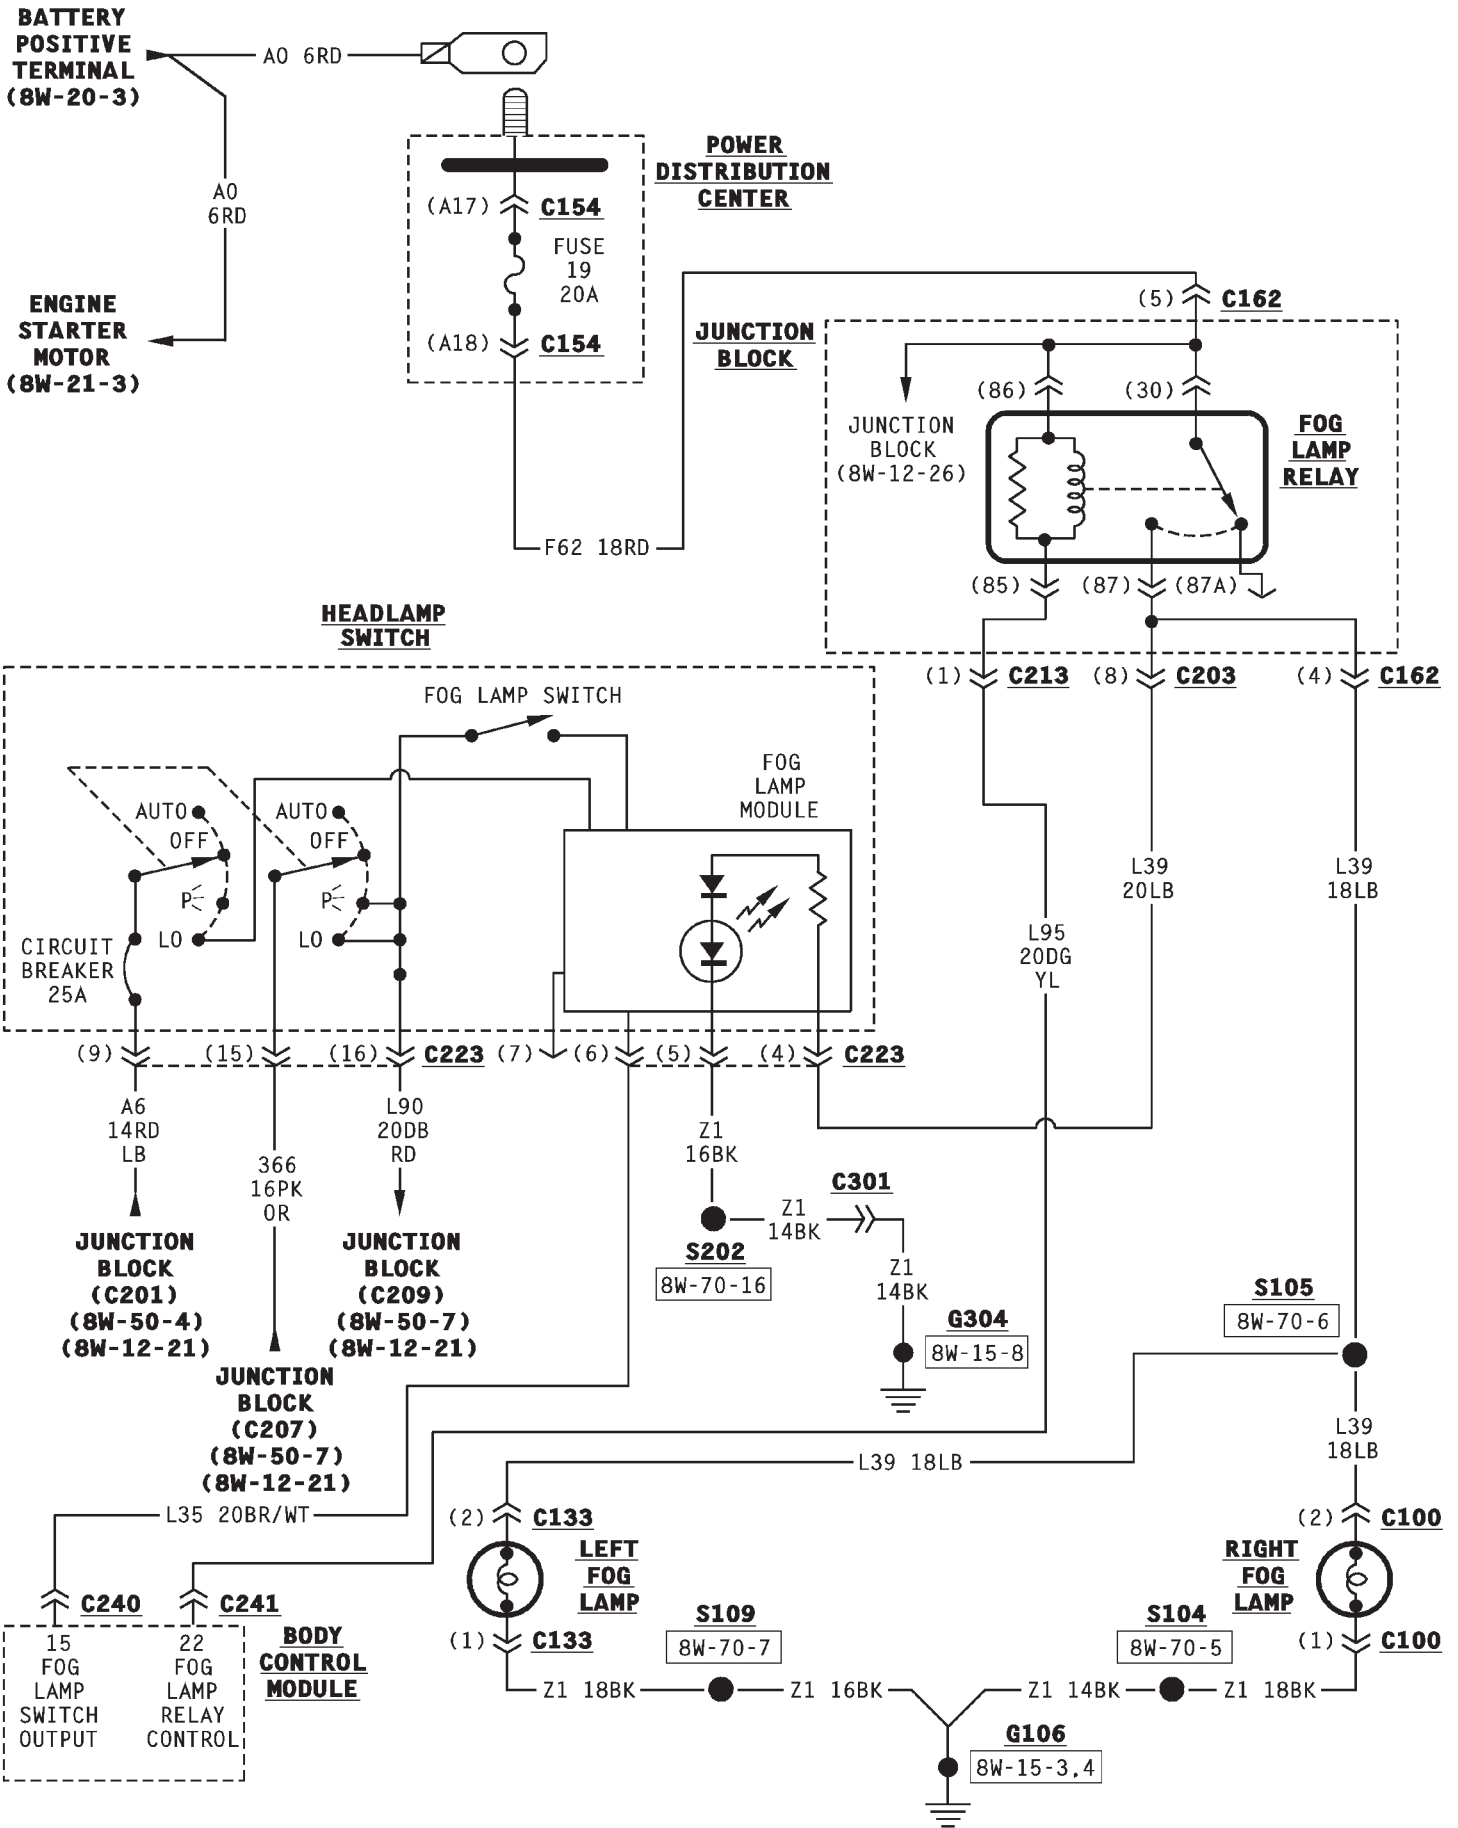 BATTERY
POSITIVE
TERMINAL
(8W-20-3)
A0 6RD
A0
6RD
ENGINE
STARTER
MOTOR
(8W-21-3)
POWER
DISTRIBUTION
CENTER
(A17) C154
FUSE
19
20A
(A18) C154
F62 18RD
(5) C162
JUNCTION
BLOCK
(86) (30)
JUNCTION
BLOCK
(8W-12-26)
FOG
LAMP
RELAY
(85) (87) (87A)
(1) C213 (8) C203 (4) C162
HEADLAMP
SWITCH
FOG LAMP SWITCH
FOG
LAMP
MODULE
AUTO
OFF
P
LO
AUTO
OFF
P
LO
CIRCUIT
BREAKER
25A
L39
20LB
L39
18LB
L95
20DG
YL
(9) (15) (16) C223 (7) (6) (5) (4) C223
A6
14RD
LB
366
16PK
OR
L90
20DB
RD
Z1
16BK
JUNCTION
BLOCK
(C201)
(8W-50-4)
(8W-12-21)
JUNCTION
BLOCK
(C209)
(8W-50-7)
(8W-12-21)
JUNCTION
BLOCK
(C207)
(8W-50-7)
(8W-12-21)
C301
Z1
14BK
S202
8W-70-16
Z1
14BK
G304
8W-15-8
S105
8W-70-6
L39
18LB
L39 18LB
L35 20BR/WT
(2) C133
LEFT
FOG
LAMP
(1) C133
(2) C100
RIGHT
FOG
LAMP
(1) C100
C240 C241
15
FOG
LAMP
SWITCH
OUTPUT
22
FOG
LAMP
RELAY
CONTROL
BODY
CONTROL
MODULE
S109
8W-70-7
S104
8W-70-5
Z1 18BK Z1 16BK Z1 14BK Z1 18BK
G106
8W-15-3,4